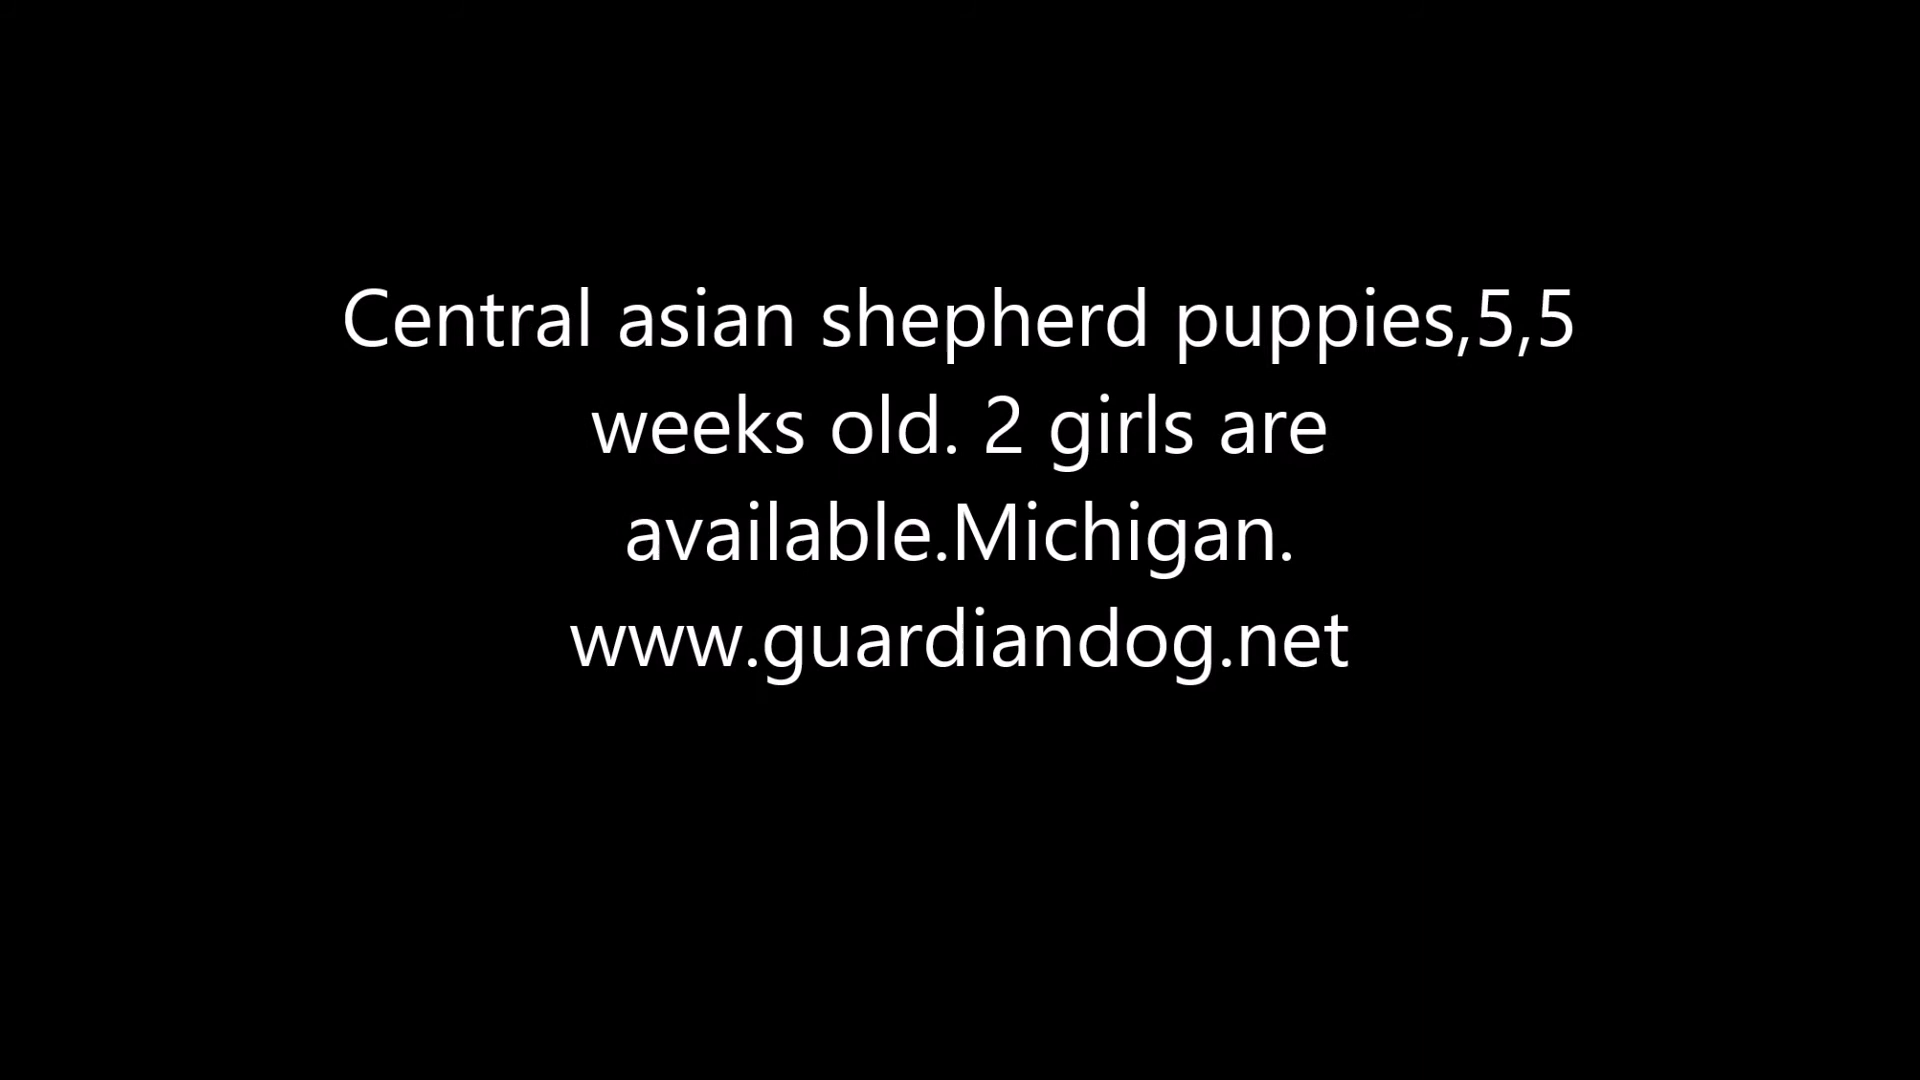 Central asian shepherd puppies,5,5
weeks old. 2 girls are
available.Michigan.
www.guardiandog.net